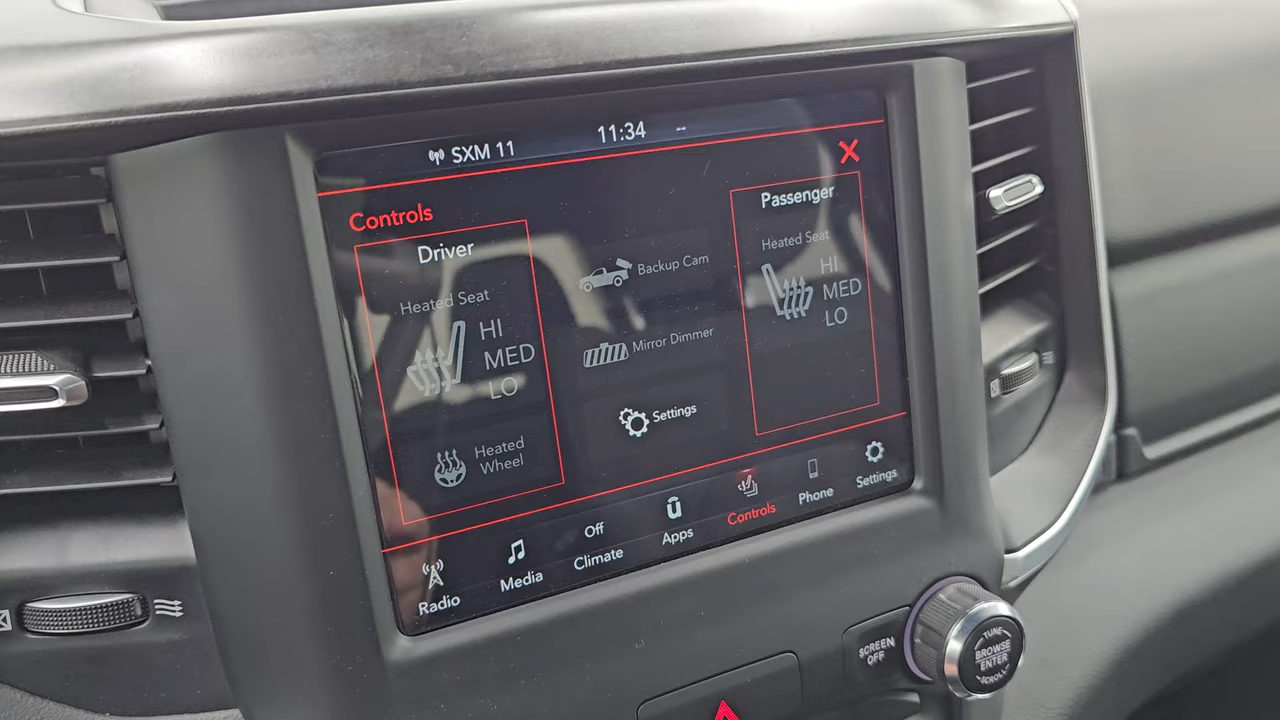 SXM 11
11:34
--
Controls
Driver
Heated Seat
HI
MED
LO
Heated
Wheel
Backup Cam
Mirror Dimmer
Settings
Passenger
Heated Seat
HI
MED
LO
Radio
Media
Off
Climate
Apps
Controls
Phone
Settings
SCREEN
OFF
TUNE
BROWSE
ENTER
SCROLL